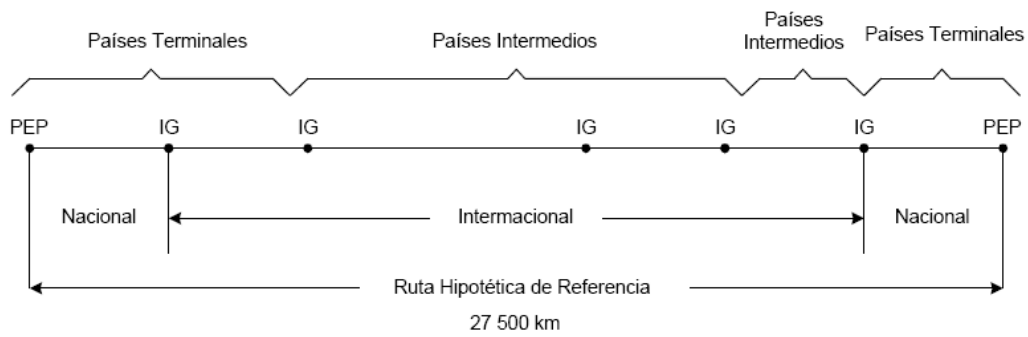 Países Terminales
Países Intermedios
Países
Intermedios
Países Terminales
PEP
IG
IG
IG
IG
IG
PEP
Nacional
Intermacional
Nacional
Ruta Hipotética de Referencia
27 500 km